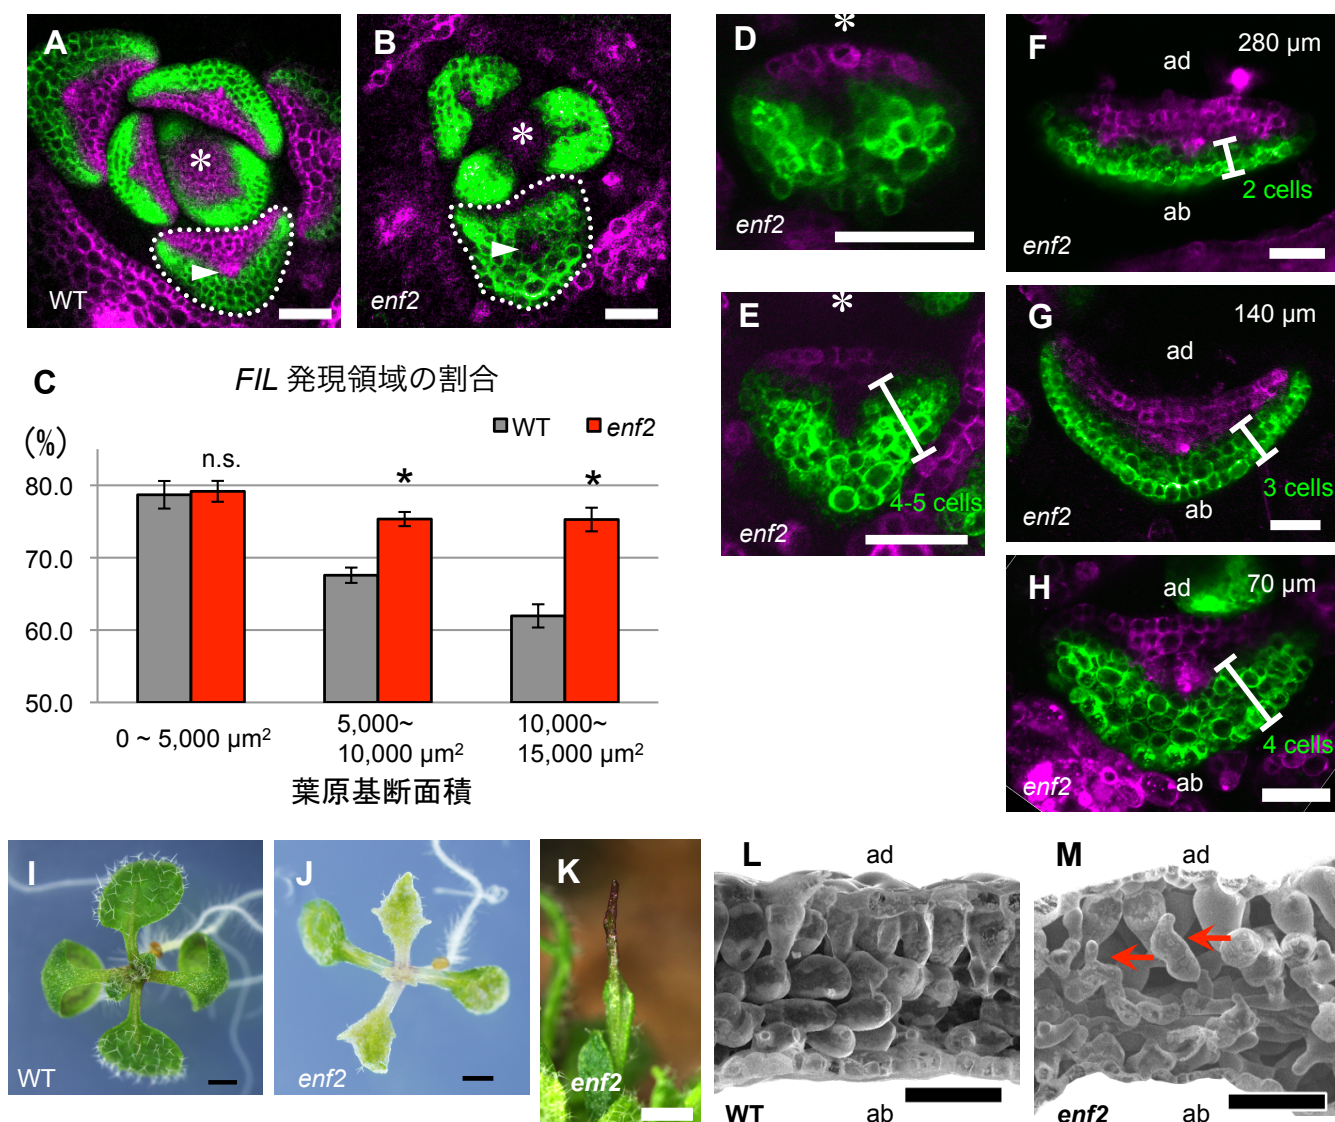 A
WT
*
B
enf2
*
C
FIL 発現領域の割合
(%)
WT
enf2
n.s.
*
*
80.0
70.0
60.0
50.0
0 ~ 5,000 µm²
5,000~
10,000 µm²
10,000~
15,000 µm²
葉原基断面積
D
*
enf2
E
*
4-5 cells
enf2
F
280 µm
ad
2 cells
ab
enf2
G
140 µm
ad
3 cells
ab
enf2
H
70 µm
ad
4 cells
ab
enf2
I
WT
J
enf2
K
enf2
L
ad
WT
ab
M
ad
enf2
ab